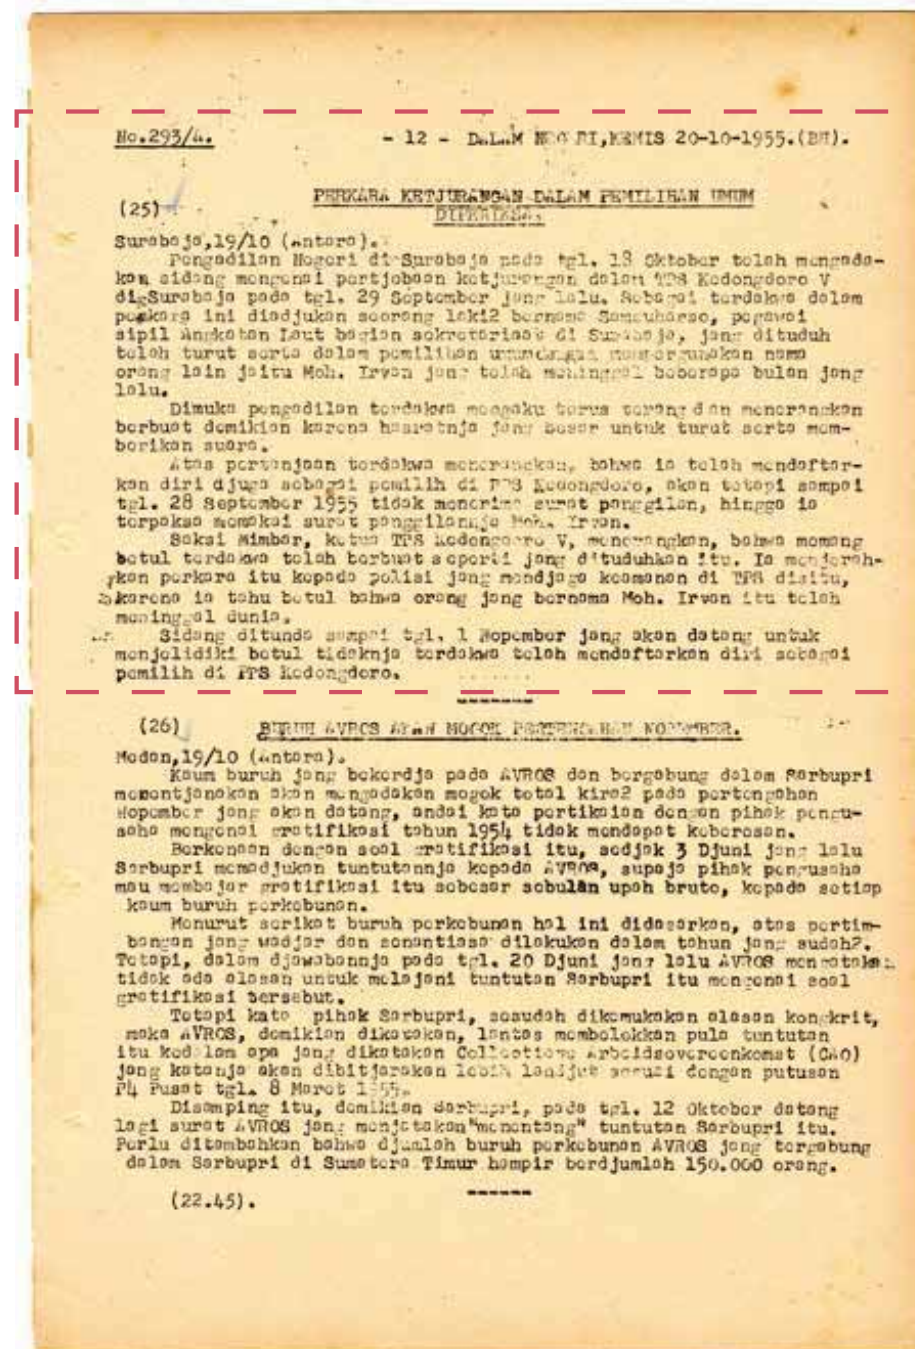 No.293/4. - 12 - DALAM NEGERI, KEMIS 20-10-1955.(BH).
(25) PERKARA KETJURANGAN DALAM PEMILIHAN UMUM
DIPERIKSA.
Surabaja,19/10 (Antara).
Pengadilan Negeri di Surabaja pada tgl. 18 Oktober telah mengada-
kan sidang mengenai pertjobaan ketjurangan dalam TPS Kedongdoro V
di Surabaja pada tgl. 29 September jang lalu. Sebagai terdakwa dalam
perkara ini diadjukan seorang laki2 bernama Samsuharso, pegawai
sipil Angkatan Laut bagian sekretariaat di Surabaja, jang dituduh
telah turut serta dalam pemilihan umum dengan mempergunakan nama
orang lain jaitu Moh. Irvan jang telah meninggal beberapa bulan jang
lalu.
Dimuka pengadilan terdakwa mengaku terus terang dan menerangkan
berbuat demikian karena hasratnja jang besar untuk turut serta mem-
berikan suara.
Atas pertanjaan terdakwa menerangkan, bahwa ia telah mendaftar-
kan diri djuga sebagai pemilih di PPS Kedongdoro, akan tetapi sampai
tgl. 28 September 1955 tidak menerima surat panggilan, hingga ia
terpaksa memakai surat panggilannja Moh. Irvan.
Saksi Mimbar, ketua TPS Kedongdoro V, menerangkan, bahwa memang
betul terdakwa telah berbuat seperti jang dituduhkan itu. Ia menjerah-
kan perkara itu kepada polisi jang mendjaga keamanan di TPS disitu,
karena ia tahu betul bahwa orang jang bernama Moh. Irvan itu telah
meninggal dunia.
Sidang ditunda sampai tgl. 1 Nopember jang akan datang untuk
menjelidiki betul tidaknja terdakwa telah mendaftarkan diri sebagai
pemilih di PPS Kedongdoro.
(26) BURUH AVROS AKAN MOGOK PERTENGAHAN NOPEMBER.
Medan,19/10 (Antara).
Kaum buruh jang bekerdja pada AVROS dan bergabung dalam Sarbupri
merentjanakan akan mengadakan mogok total kira2 pada pertengahan
Nopember jang akan datang, andai kata pertikaian dengan pihak pengu-
saha mengenai gratifikasi tahun 1954 tidak mendapat keberesan.
Berkenaan dengan soal gratifikasi itu, sedjak 3 Djuni jang lalu
Sarbupri memadjukan tuntutannja kepada AVROS, supaja pihak pengusaha
mau membajar gratifikasi itu sebesar sebulan upah bruto, kepada setiap
kaum buruh perkebunan.
Menurut serikat buruh perkebunan hal ini didasarkan, atas pertim-
bangan jang wadjar dan senantiasa dilakukan dalam tahun jang sudah2.
Tetapi, dalam djawabannja pada tgl. 20 Djuni jang lalu AVROS mengatakan
tidak ada alasan untuk melajani tuntutan Sarbupri itu mengenai soal
gratifikasi tersebut.
Tetapi kata pihak Sarbupri, sesudah dikemukakan alasan kongkrit,
maka AVROS, demikian dikatakan, lantas membelokkan pula tuntutan
itu kedalam apa jang dikatakan Collectieve Arbeidsovereenkomst (CAO)
jang katanja akan dibitjarakan lebih landjut sesuai dengan putusan
P4 Pusat tgl. 8 Maret 1955.
Disamping itu, demikian Sarbupri, pada tgl. 12 Oktober datang
lagi surat AVROS jang menjatakan"menentang" tuntutan Sarbupri itu.
Perlu ditambahkan bahwa djumlah buruh perkebunan AVROS jang tergabung
dalam Sarbupri di Sumatera Timur hampir berdjumlah 150.000 orang.
(22.45).